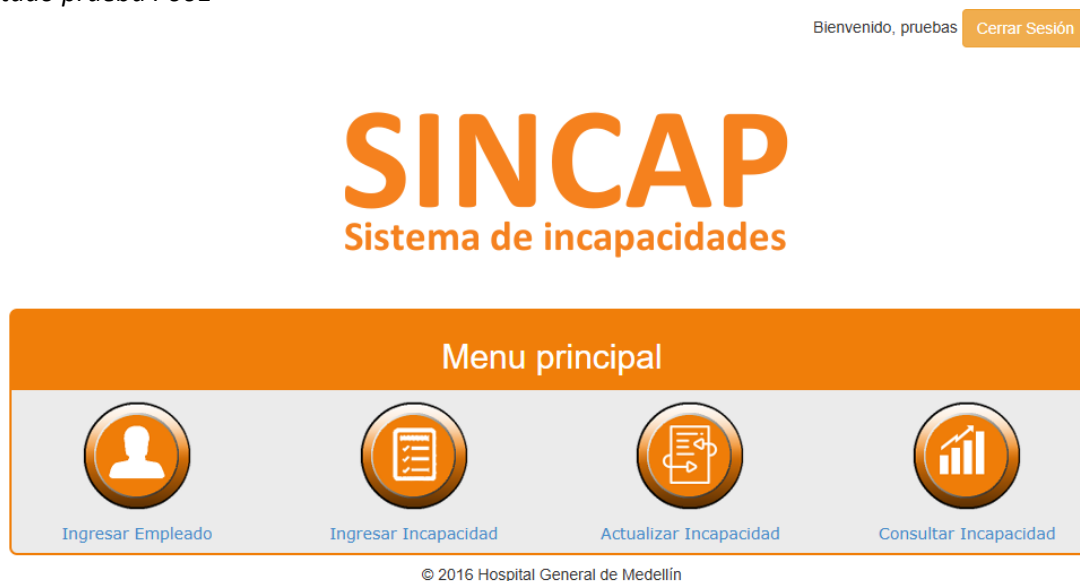 Bienvenido, pruebas Cerrar Sesión
SINCAP
Sistema de incapacidades
Menu principal
Ingresar Empleado Ingresar Incapacidad Actualizar Incapacidad Consultar Incapacidad
© 2016 Hospital General de Medellín